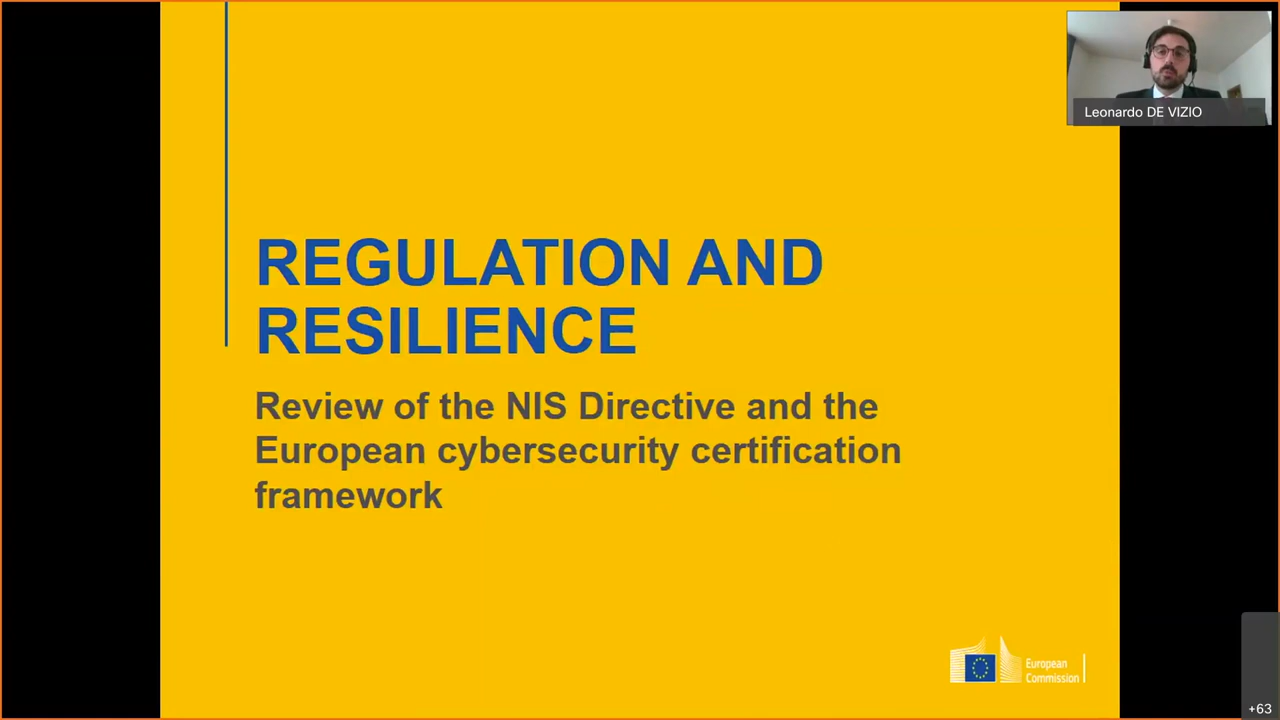 Leonardo DE VIZIO
REGULATION AND
RESILIENCE
Review of the NIS Directive and the
European cybersecurity certification
framework
European
Commission
+63